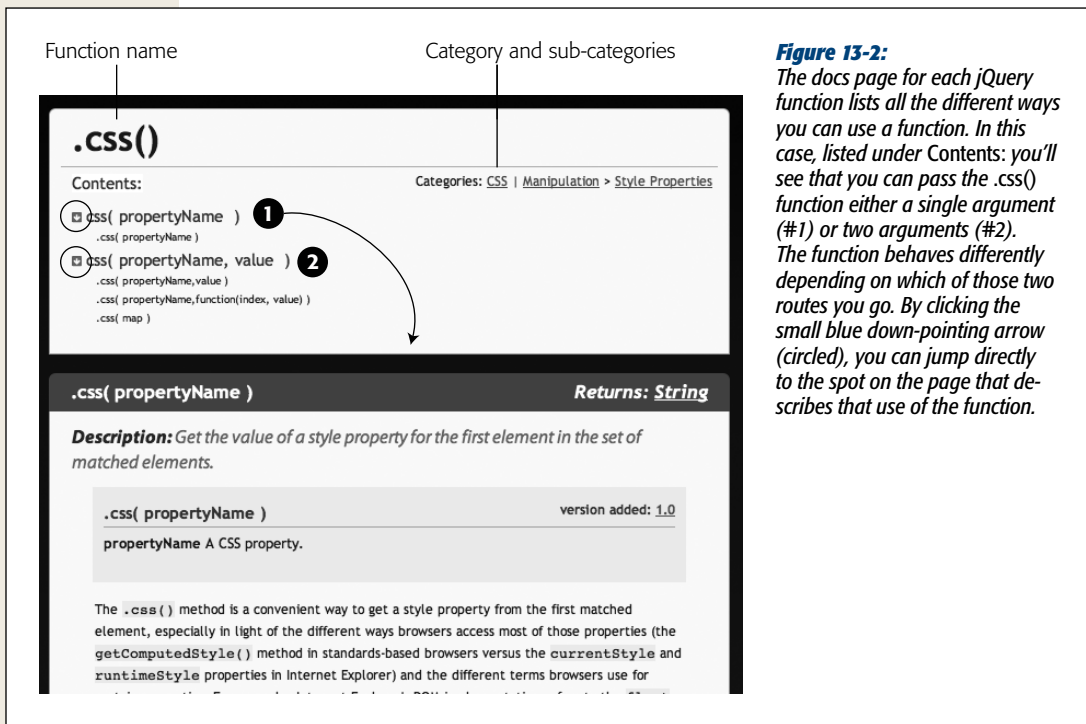 Function name
Category and sub-categories
.css()
Contents:
Categories: CSS | Manipulation > Style Properties
css( propertyName ) 1
.css( propertyName )
css( propertyName, value ) 2
.css( propertyName,value )
.css( propertyName,function(index, value) )
.css( map )
.css( propertyName )
Returns: String
Description: Get the value of a style property for the first element in the set of
matched elements.
.css( propertyName )
version added: 1.0
propertyName A CSS property.
The .css() method is a convenient way to get a style property from the first matched
element, especially in light of the different ways browsers access most of those properties (the
getComputedStyle() method in standards-based browsers versus the currentStyle and
runtimeStyle properties in Internet Explorer) and the different terms browsers use for
Figure 13-2:
The docs page for each jQuery
function lists all the different ways
you can use a function. In this
case, listed under Contents: you'll
see that you can pass the .css()
function either a single argument
(#1) or two arguments (#2).
The function behaves differently
depending on which of those two
routes you go. By clicking the
small blue down-pointing arrow
(circled), you can jump directly
to the spot on the page that de-
scribes that use of the function.